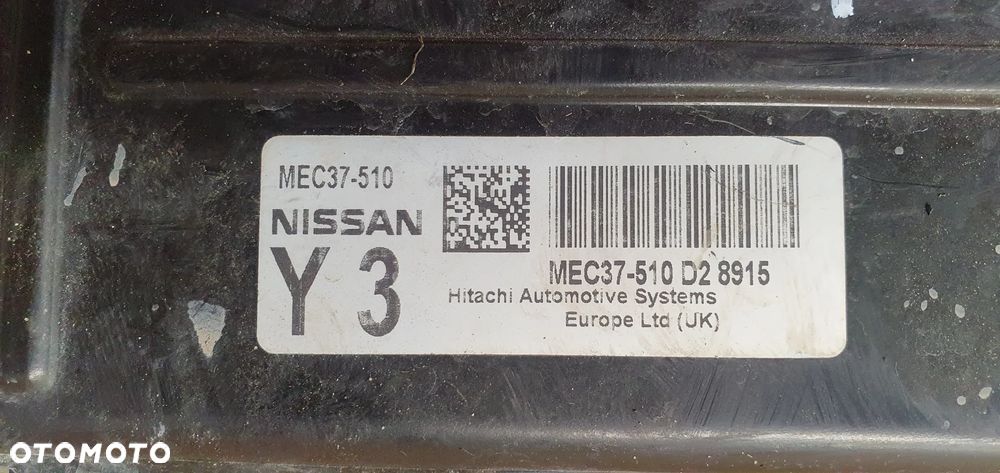 MEC37-510
NISSAN
Y 3
MEC37-510 D2 8915
Hitachi Automotive Systems
Europe Ltd (UK)
OTOMOTO